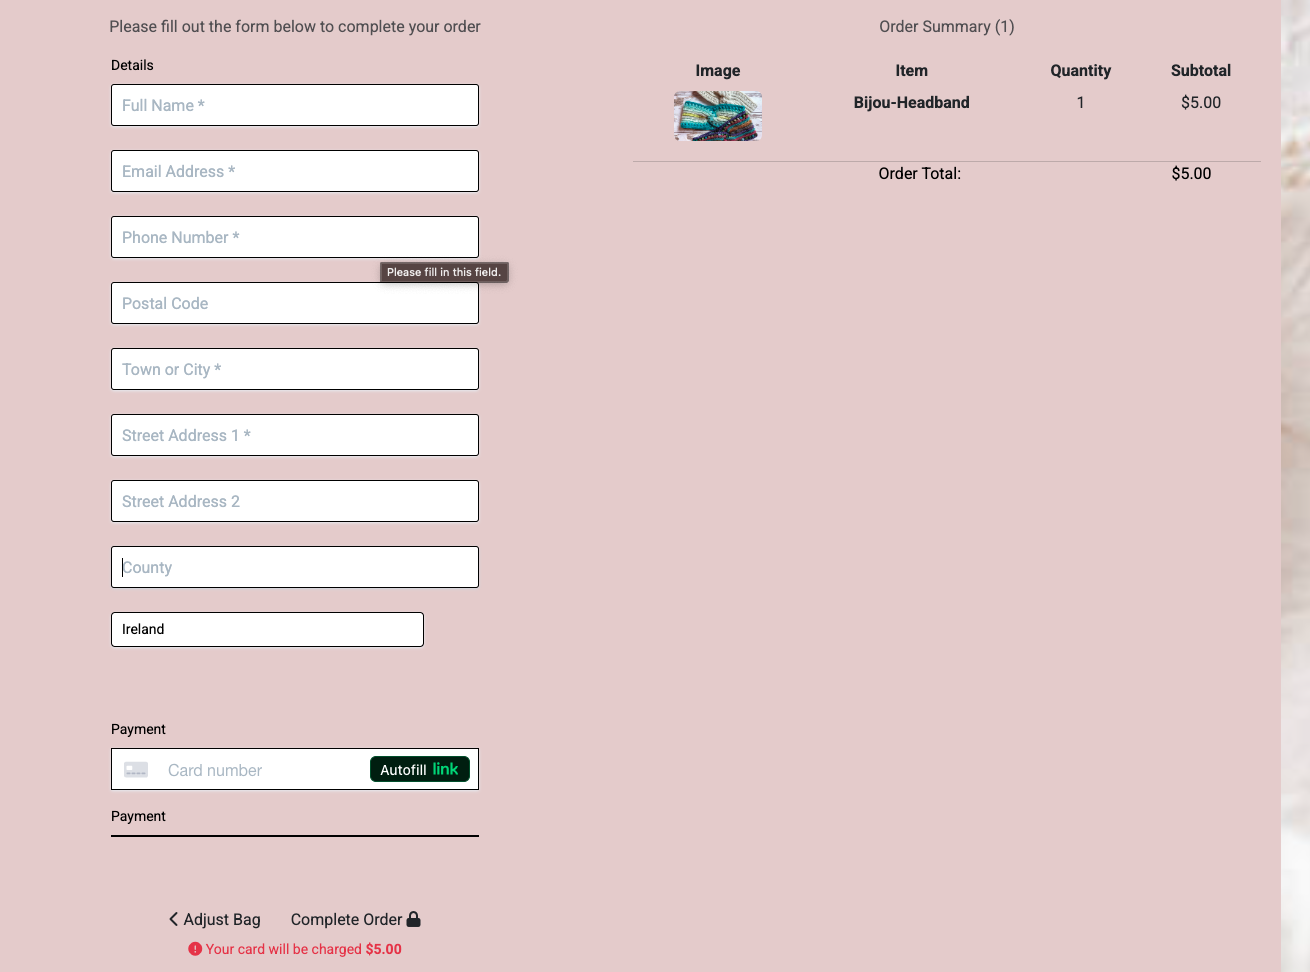 Please fill out the form below to complete your order
Details
Full Name *
Email Address *
Phone Number *
Please fill in this field.
Postal Code
Town or City *
Street Address 1 *
Street Address 2
County
Ireland
Payment
Card number Autofill link
Payment
Adjust Bag Complete Order
Your card will be charged $5.00
Order Summary (1)
Image Item Quantity Subtotal
Bijou-Headband 1 $5.00
Order Total: $5.00